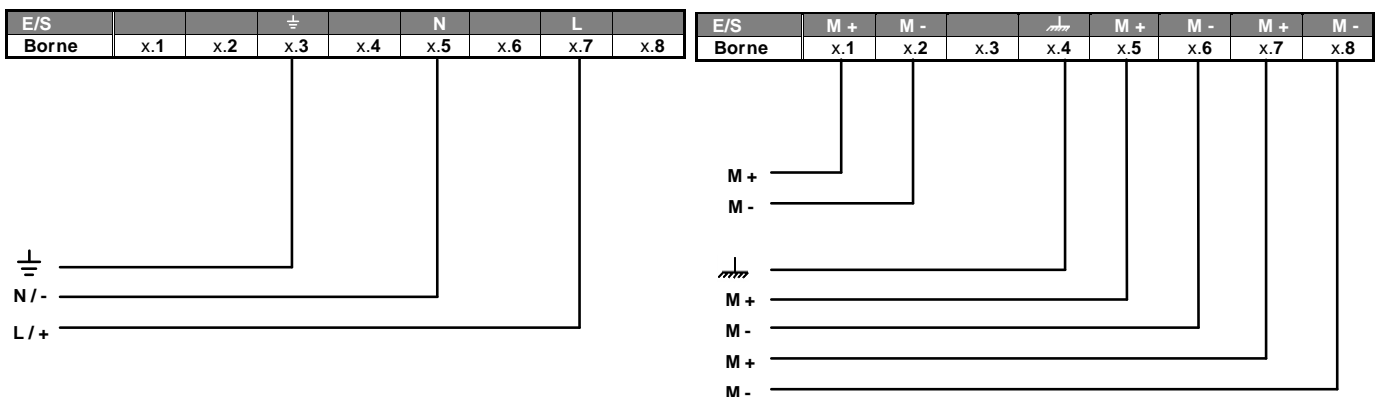 E/S N L
Borne x.1 x.2 x.3 x.4 x.5 x.6 x.7 x.8
N / -
L / +
E/S M + M - M + M - M + M -
Borne x.1 x.2 x.3 x.4 x.5 x.6 x.7 x.8
M +
M -
M +
M -
M +
M -